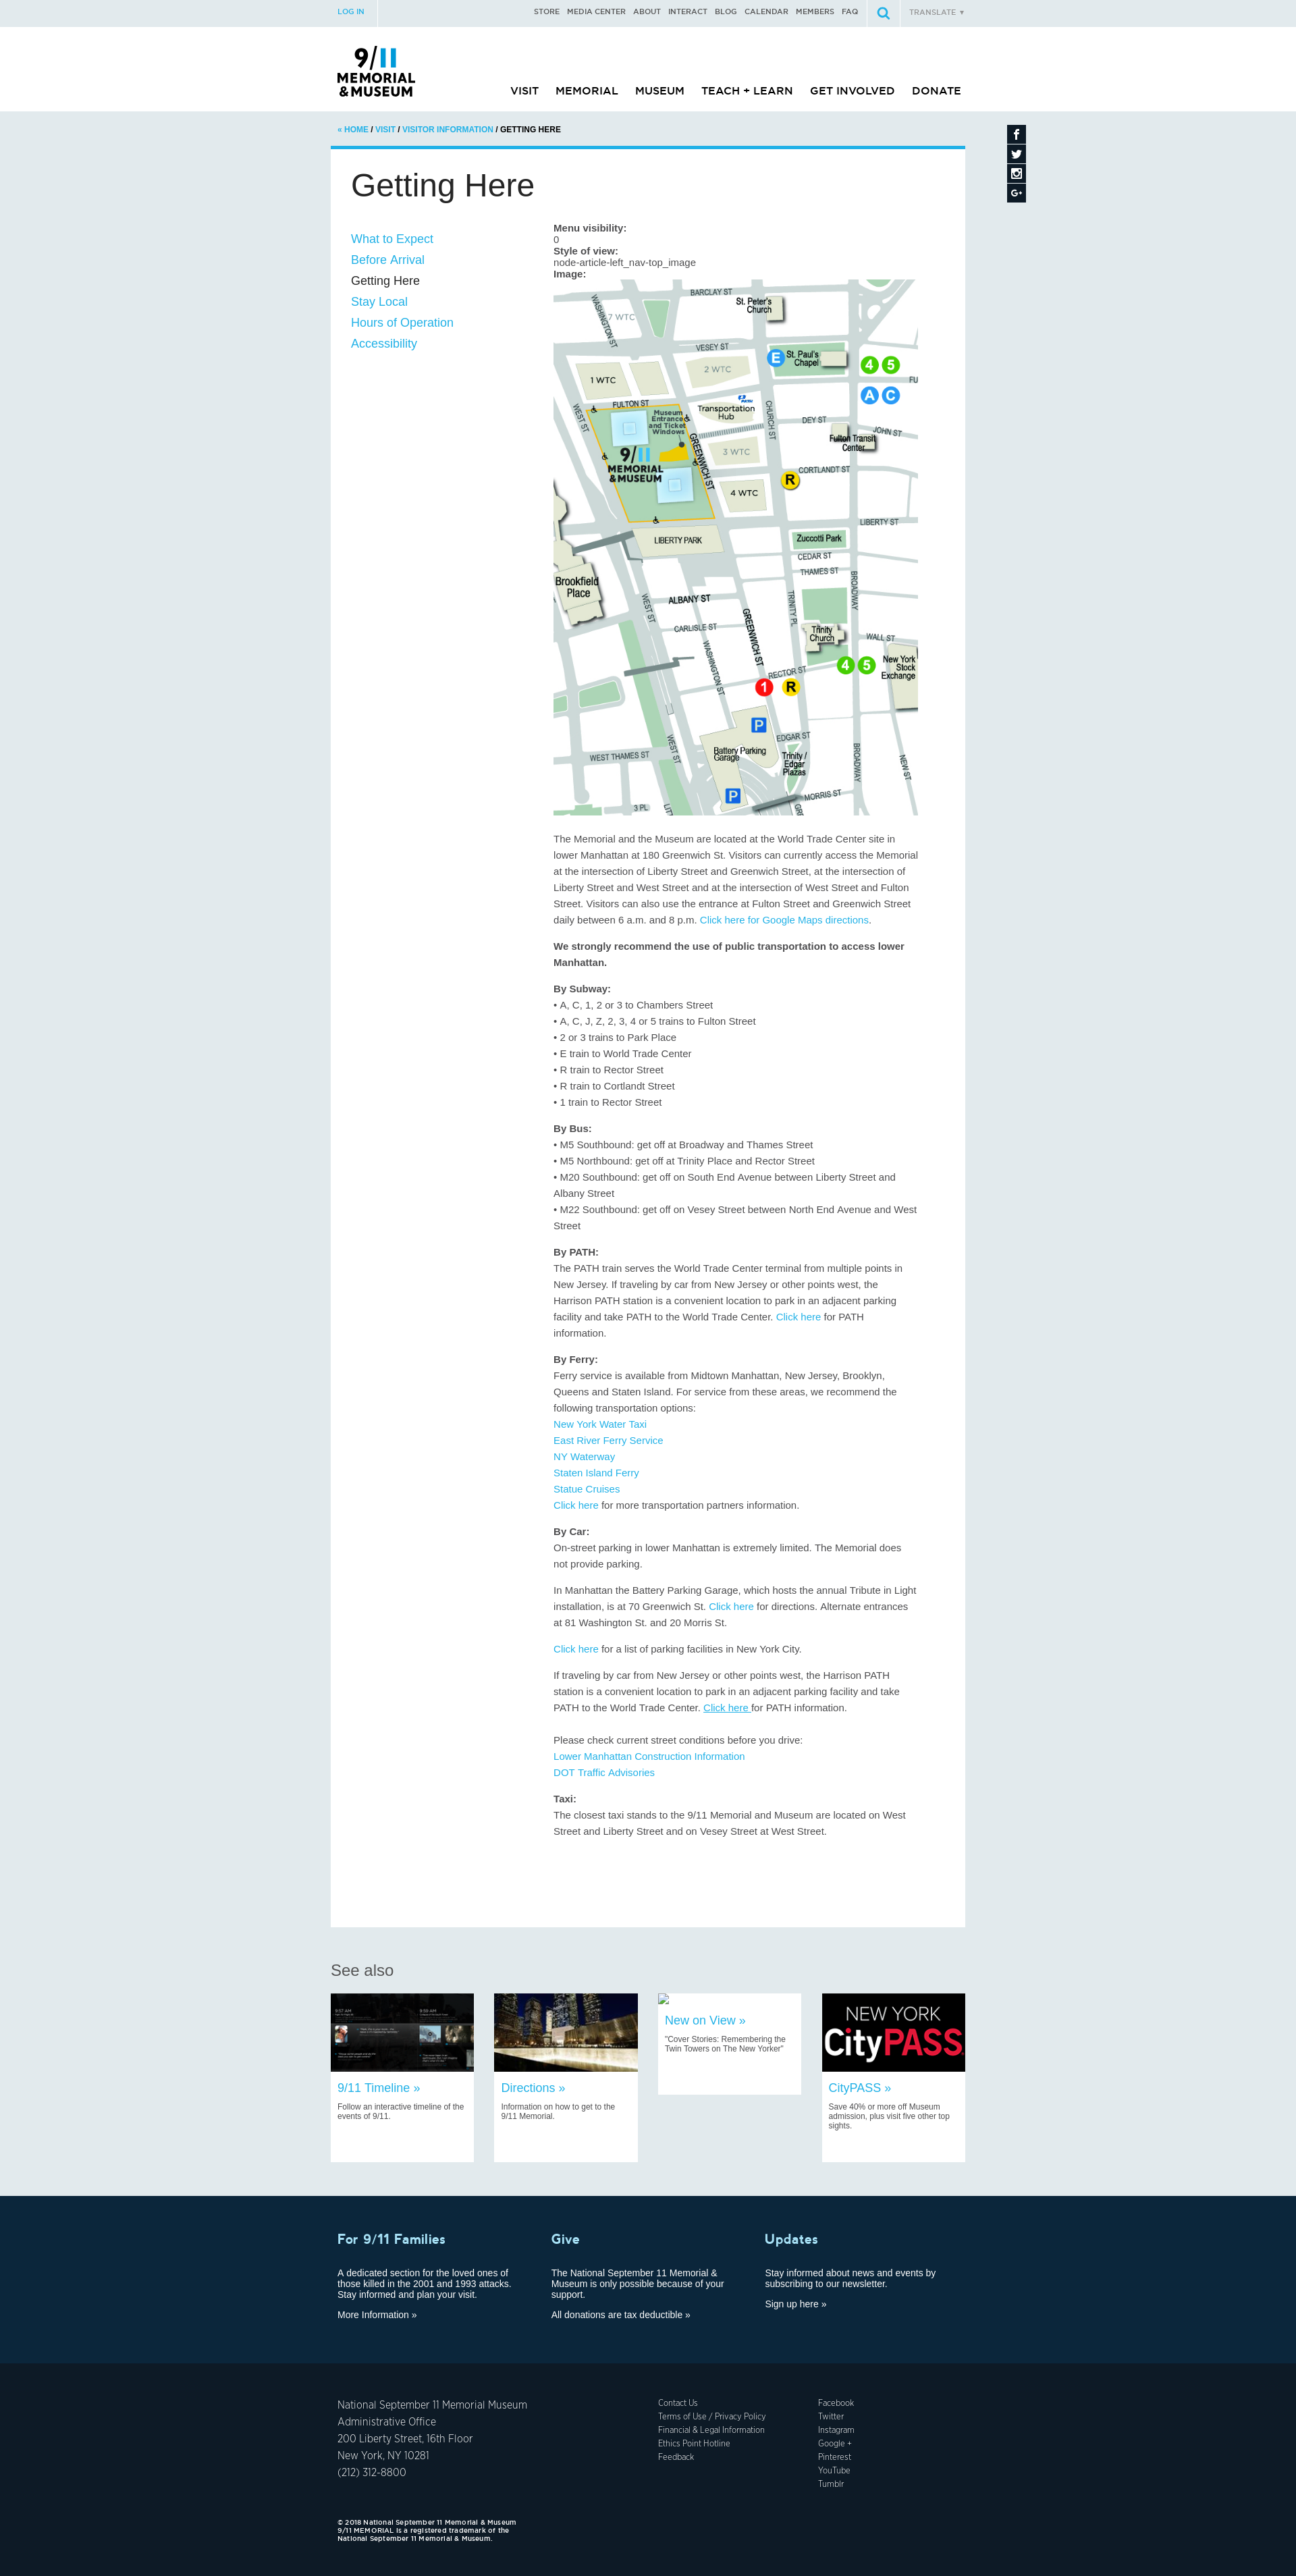 LOG IN
STORE MEDIA CENTER ABOUT INTERACT BLOG CALENDAR MEMBERS FAQ
TRANSLATE ▼
9/11
MEMORIAL
&MUSEUM
VISIT MEMORIAL MUSEUM TEACH + LEARN GET INVOLVED DONATE
« HOME / VISIT / VISITOR INFORMATION / GETTING HERE
Getting Here
What to Expect
Before Arrival
Getting Here
Stay Local
Hours of Operation
Accessibility
Menu visibility:
0
Style of view:
node-article-left_nav-top_image
Image:
BARCLAY ST
WASHINGTON ST
7 WTC
St. Peter's
Church
VESEY ST
E
St. Paul's
Chapel
4 5
2 WTC
1 WTC
FU
A C
FULTON ST
WEST ST
PATH
Transportation
Hub
Museum
Entrance
and Ticket
Windows
CHURCH ST
DEY ST
JOHN ST
Fulton Transit
Center
GREENWICH ST
3 WTC
9/11
MEMORIAL
&MUSEUM
CORTLANDT ST
R
4 WTC
LIBERTY ST
LIBERTY PARK
Zuccotti Park
CEDAR ST
THAMES ST
Brookfield
Place
BROADWAY
WEST ST
ALBANY ST
TRINITY PL
GREENWICH ST
CARLISLE ST
Trinity
Church
WALL ST
WASHINGTON ST
4 5
New York
Stock
Exchange
RECTOR ST
1 R
P
WEST ST
EDGAR ST
Battery Parking
Garage
WEST THAMES ST
Trinity /
Edgar
Plazas
BROADWAY
NEW ST
P
MORRIS ST
3 PL
The Memorial and the Museum are located at the World Trade Center site in
lower Manhattan at 180 Greenwich St. Visitors can currently access the Memorial
at the intersection of Liberty Street and Greenwich Street, at the intersection of
Liberty Street and West Street and at the intersection of West Street and Fulton
Street. Visitors can also use the entrance at Fulton Street and Greenwich Street
daily between 6 a.m. and 8 p.m. Click here for Google Maps directions.
We strongly recommend the use of public transportation to access lower
Manhattan.
By Subway:
• A, C, 1, 2 or 3 to Chambers Street
• A, C, J, Z, 2, 3, 4 or 5 trains to Fulton Street
• 2 or 3 trains to Park Place
• E train to World Trade Center
• R train to Rector Street
• R train to Cortlandt Street
• 1 train to Rector Street
By Bus:
• M5 Southbound: get off at Broadway and Thames Street
• M5 Northbound: get off at Trinity Place and Rector Street
• M20 Southbound: get off on South End Avenue between Liberty Street and
Albany Street
• M22 Southbound: get off on Vesey Street between North End Avenue and West
Street
By PATH:
The PATH train serves the World Trade Center terminal from multiple points in
New Jersey. If traveling by car from New Jersey or other points west, the
Harrison PATH station is a convenient location to park in an adjacent parking
facility and take PATH to the World Trade Center. Click here for PATH
information.
By Ferry:
Ferry service is available from Midtown Manhattan, New Jersey, Brooklyn,
Queens and Staten Island. For service from these areas, we recommend the
following transportation options:
New York Water Taxi
East River Ferry Service
NY Waterway
Staten Island Ferry
Statue Cruises
Click here for more transportation partners information.
By Car:
On-street parking in lower Manhattan is extremely limited. The Memorial does
not provide parking.
In Manhattan the Battery Parking Garage, which hosts the annual Tribute in Light
installation, is at 70 Greenwich St. Click here for directions. Alternate entrances
at 81 Washington St. and 20 Morris St.
Click here for a list of parking facilities in New York City.
If traveling by car from New Jersey or other points west, the Harrison PATH
station is a convenient location to park in an adjacent parking facility and take
PATH to the World Trade Center. Click here for PATH information.
Please check current street conditions before you drive:
Lower Manhattan Construction Information
DOT Traffic Advisories
Taxi:
The closest taxi stands to the 9/11 Memorial and Museum are located on West
Street and Liberty Street and on Vesey Street at West Street.
See also
9/11 Timeline »
Follow an interactive timeline of the
events of 9/11.
Directions »
Information on how to get to the
9/11 Memorial.
New on View »
"Cover Stories: Remembering the
Twin Towers on The New Yorker"
NEW YORK
CityPASS
CityPASS »
Save 40% or more off Museum
admission, plus visit five other top
sights.
For 9/11 Families
A dedicated section for the loved ones of
those killed in the 2001 and 1993 attacks.
Stay informed and plan your visit.
More Information »
Give
The National September 11 Memorial &
Museum is only possible because of your
support.
All donations are tax deductible »
Updates
Stay informed about news and events by
subscribing to our newsletter.
Sign up here »
National September 11 Memorial Museum
Administrative Office
200 Liberty Street, 16th Floor
New York, NY 10281
(212) 312-8800
Contact Us
Terms of Use / Privacy Policy
Financial & Legal Information
Ethics Point Hotline
Feedback
Facebook
Twitter
Instagram
Google +
Pinterest
YouTube
Tumblr
© 2018 National September 11 Memorial & Museum
9/11 MEMORIAL is a registered trademark of the
National September 11 Memorial & Museum.